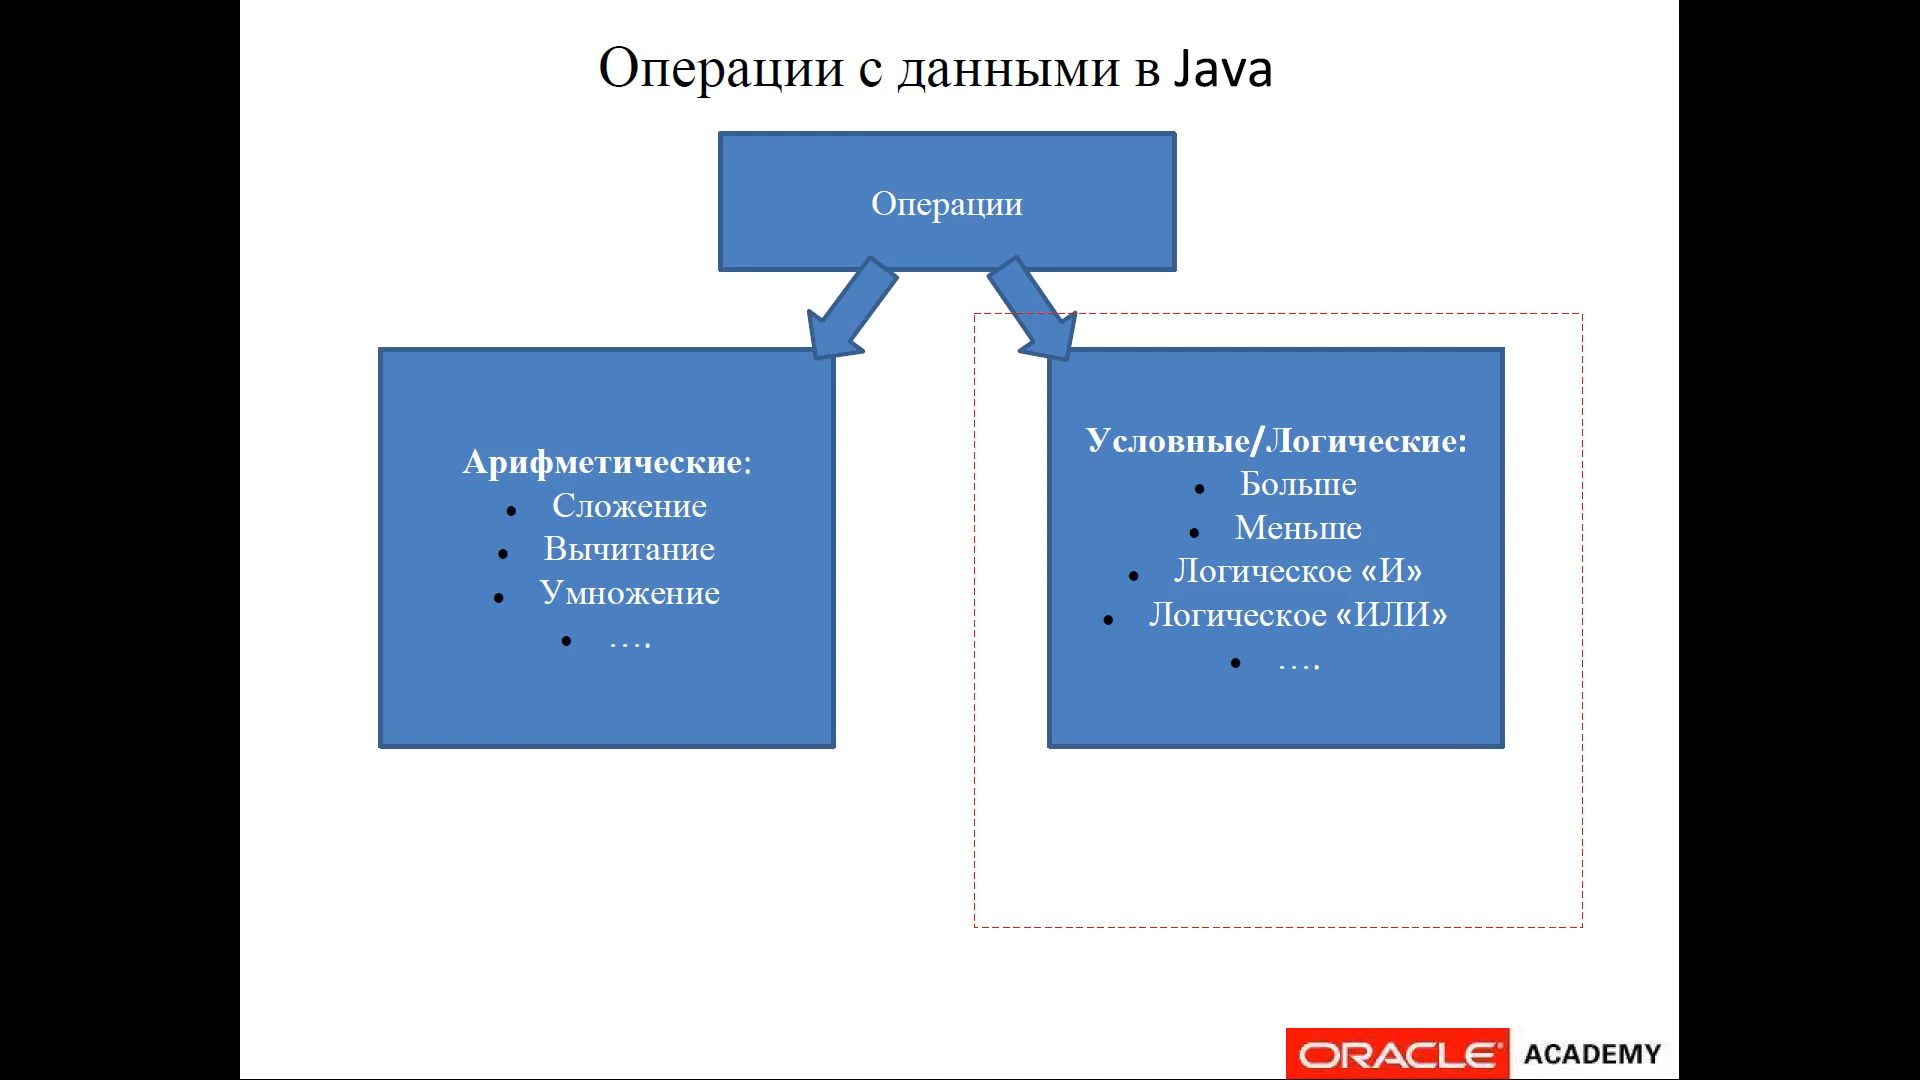 Операции с данными в Java
Операции
Арифметические:
• Сложение
• Вычитание
• Умножение
• ….
Условные/Логические:
• Больше
• Меньше
• Логическое «И»
• Логическое «ИЛИ»
• ….
ORACLE® ACADEMY